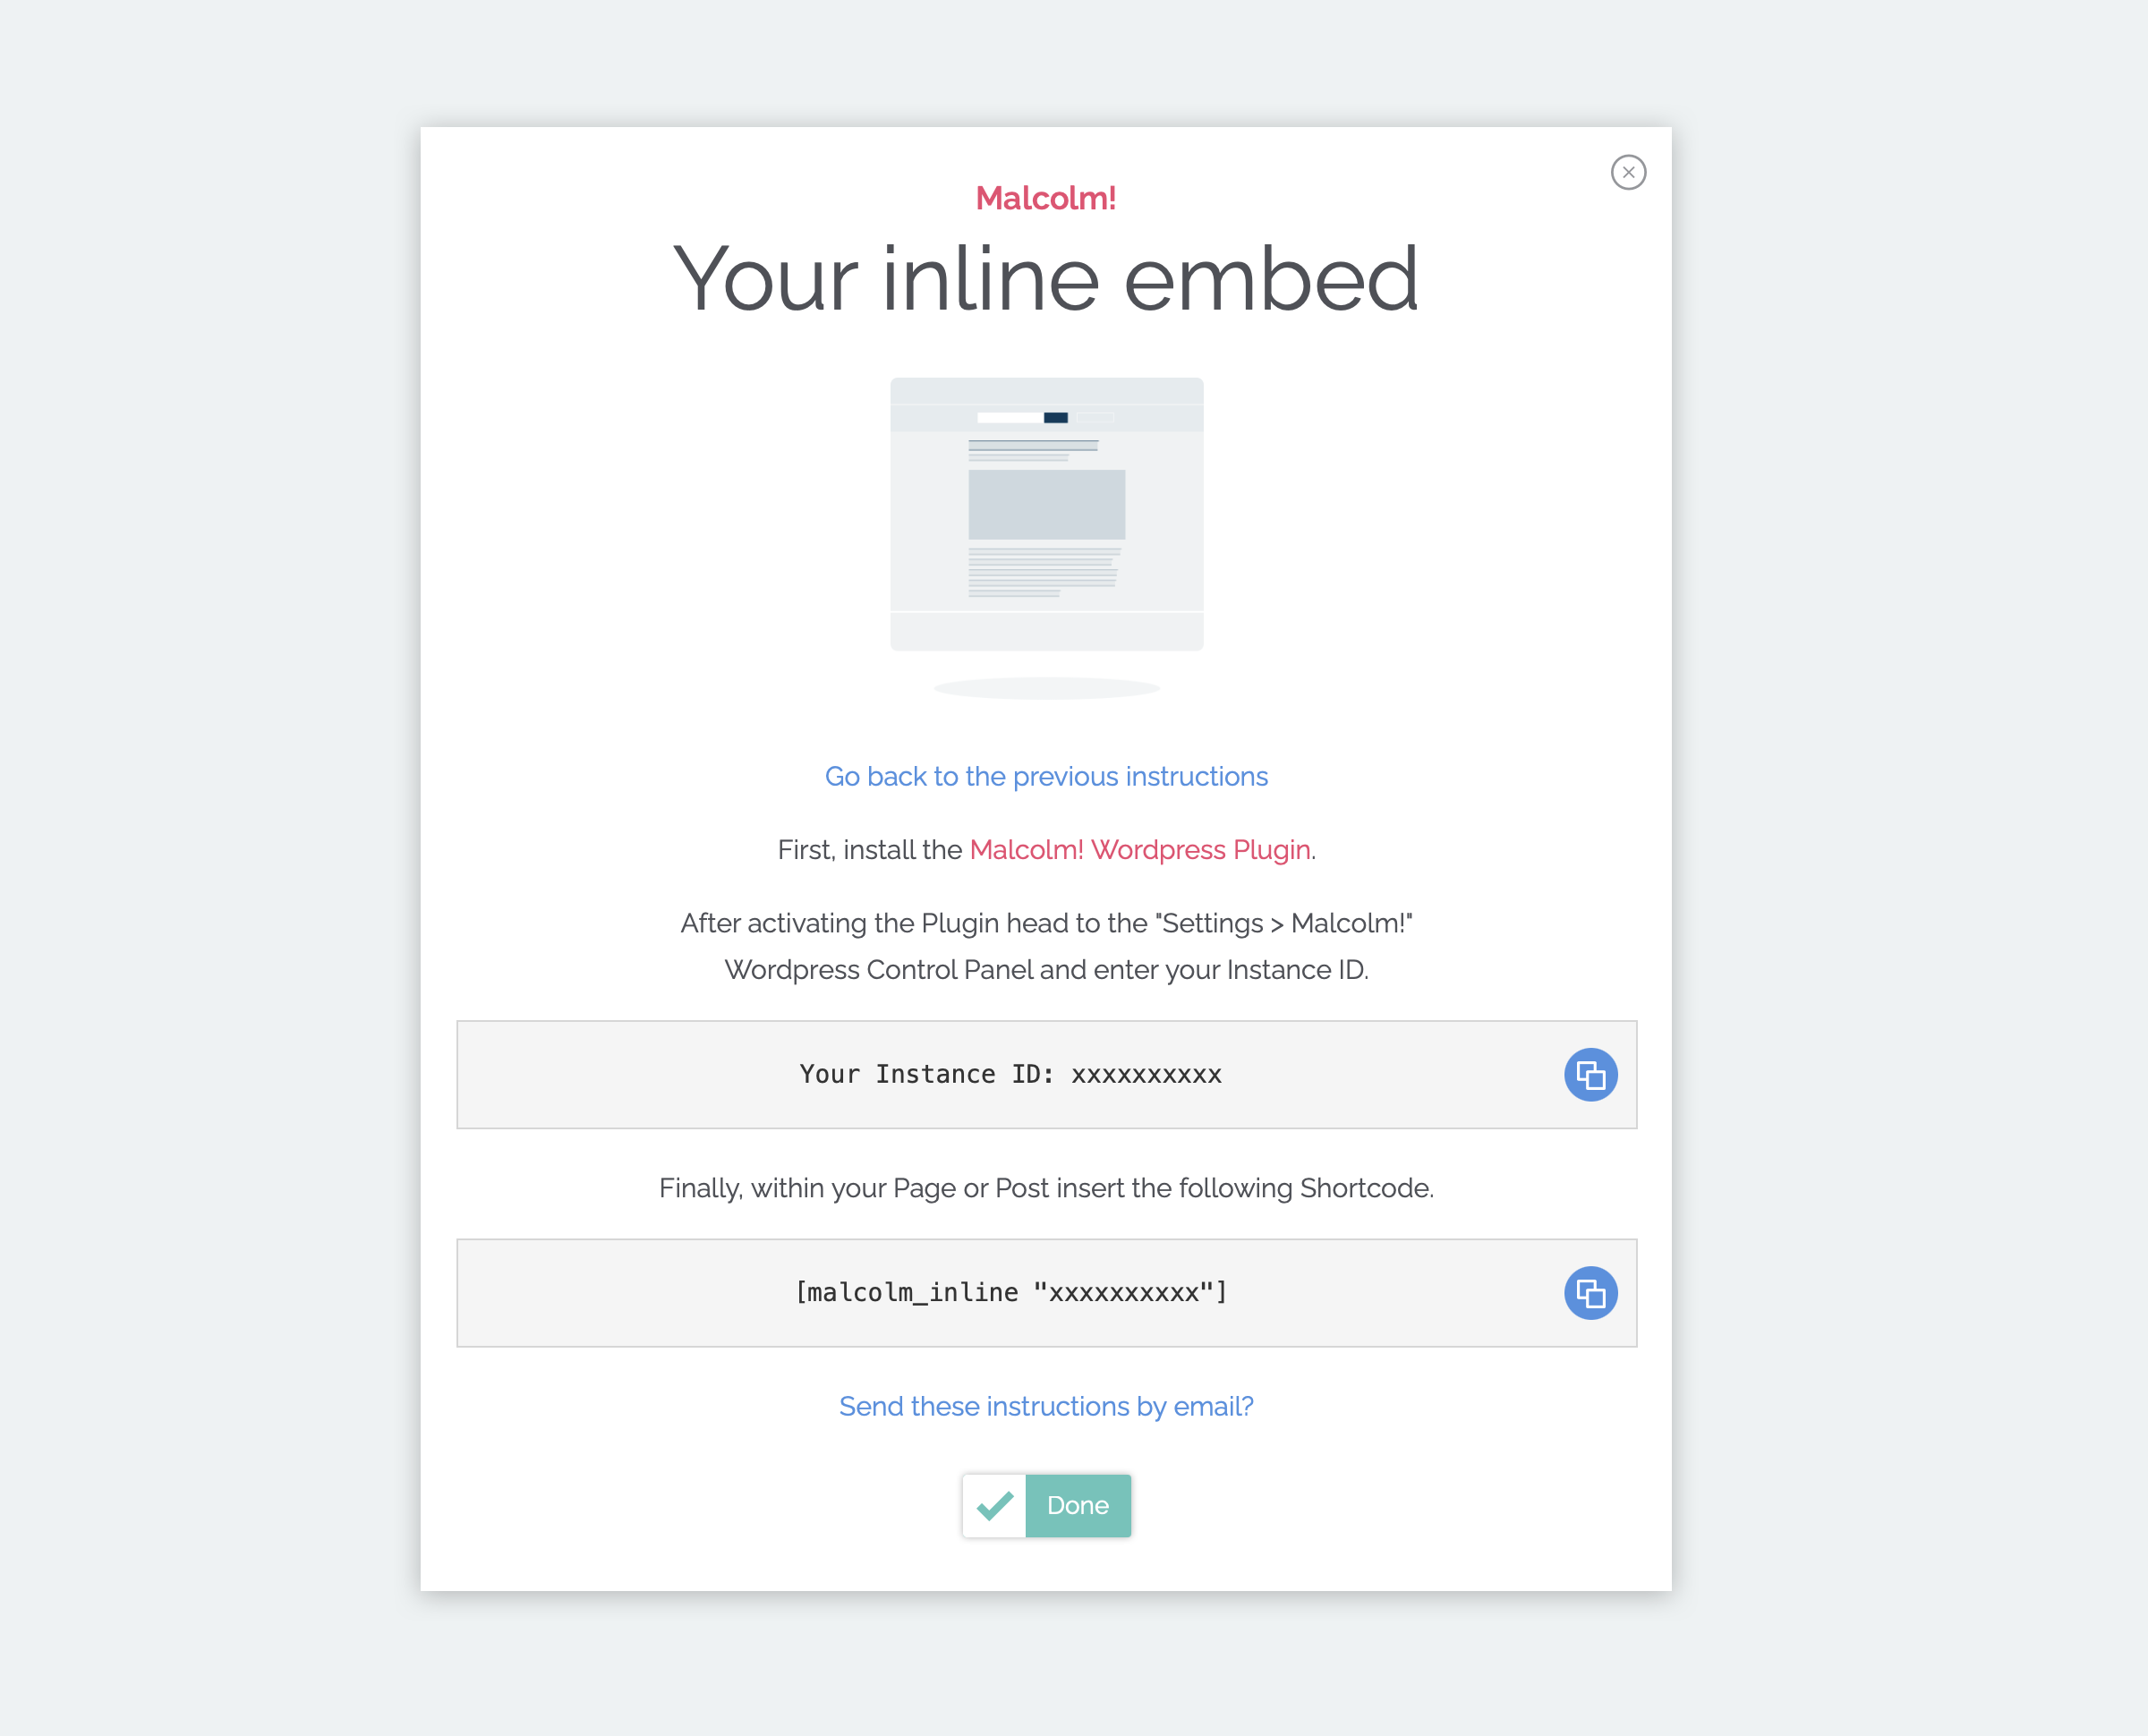 Malcolm!
Your inline embed
Go back to the previous instructions
First, install the Malcolm! Wordpress Plugin.
After activating the Plugin head to the "Settings > Malcolm!"
Wordpress Control Panel and enter your Instance ID.
Your Instance ID: xxxxxxxxxx
Finally, within your Page or Post insert the following Shortcode.
[malcolm_inline "xxxxxxxxxx"]
Send these instructions by email?
Done